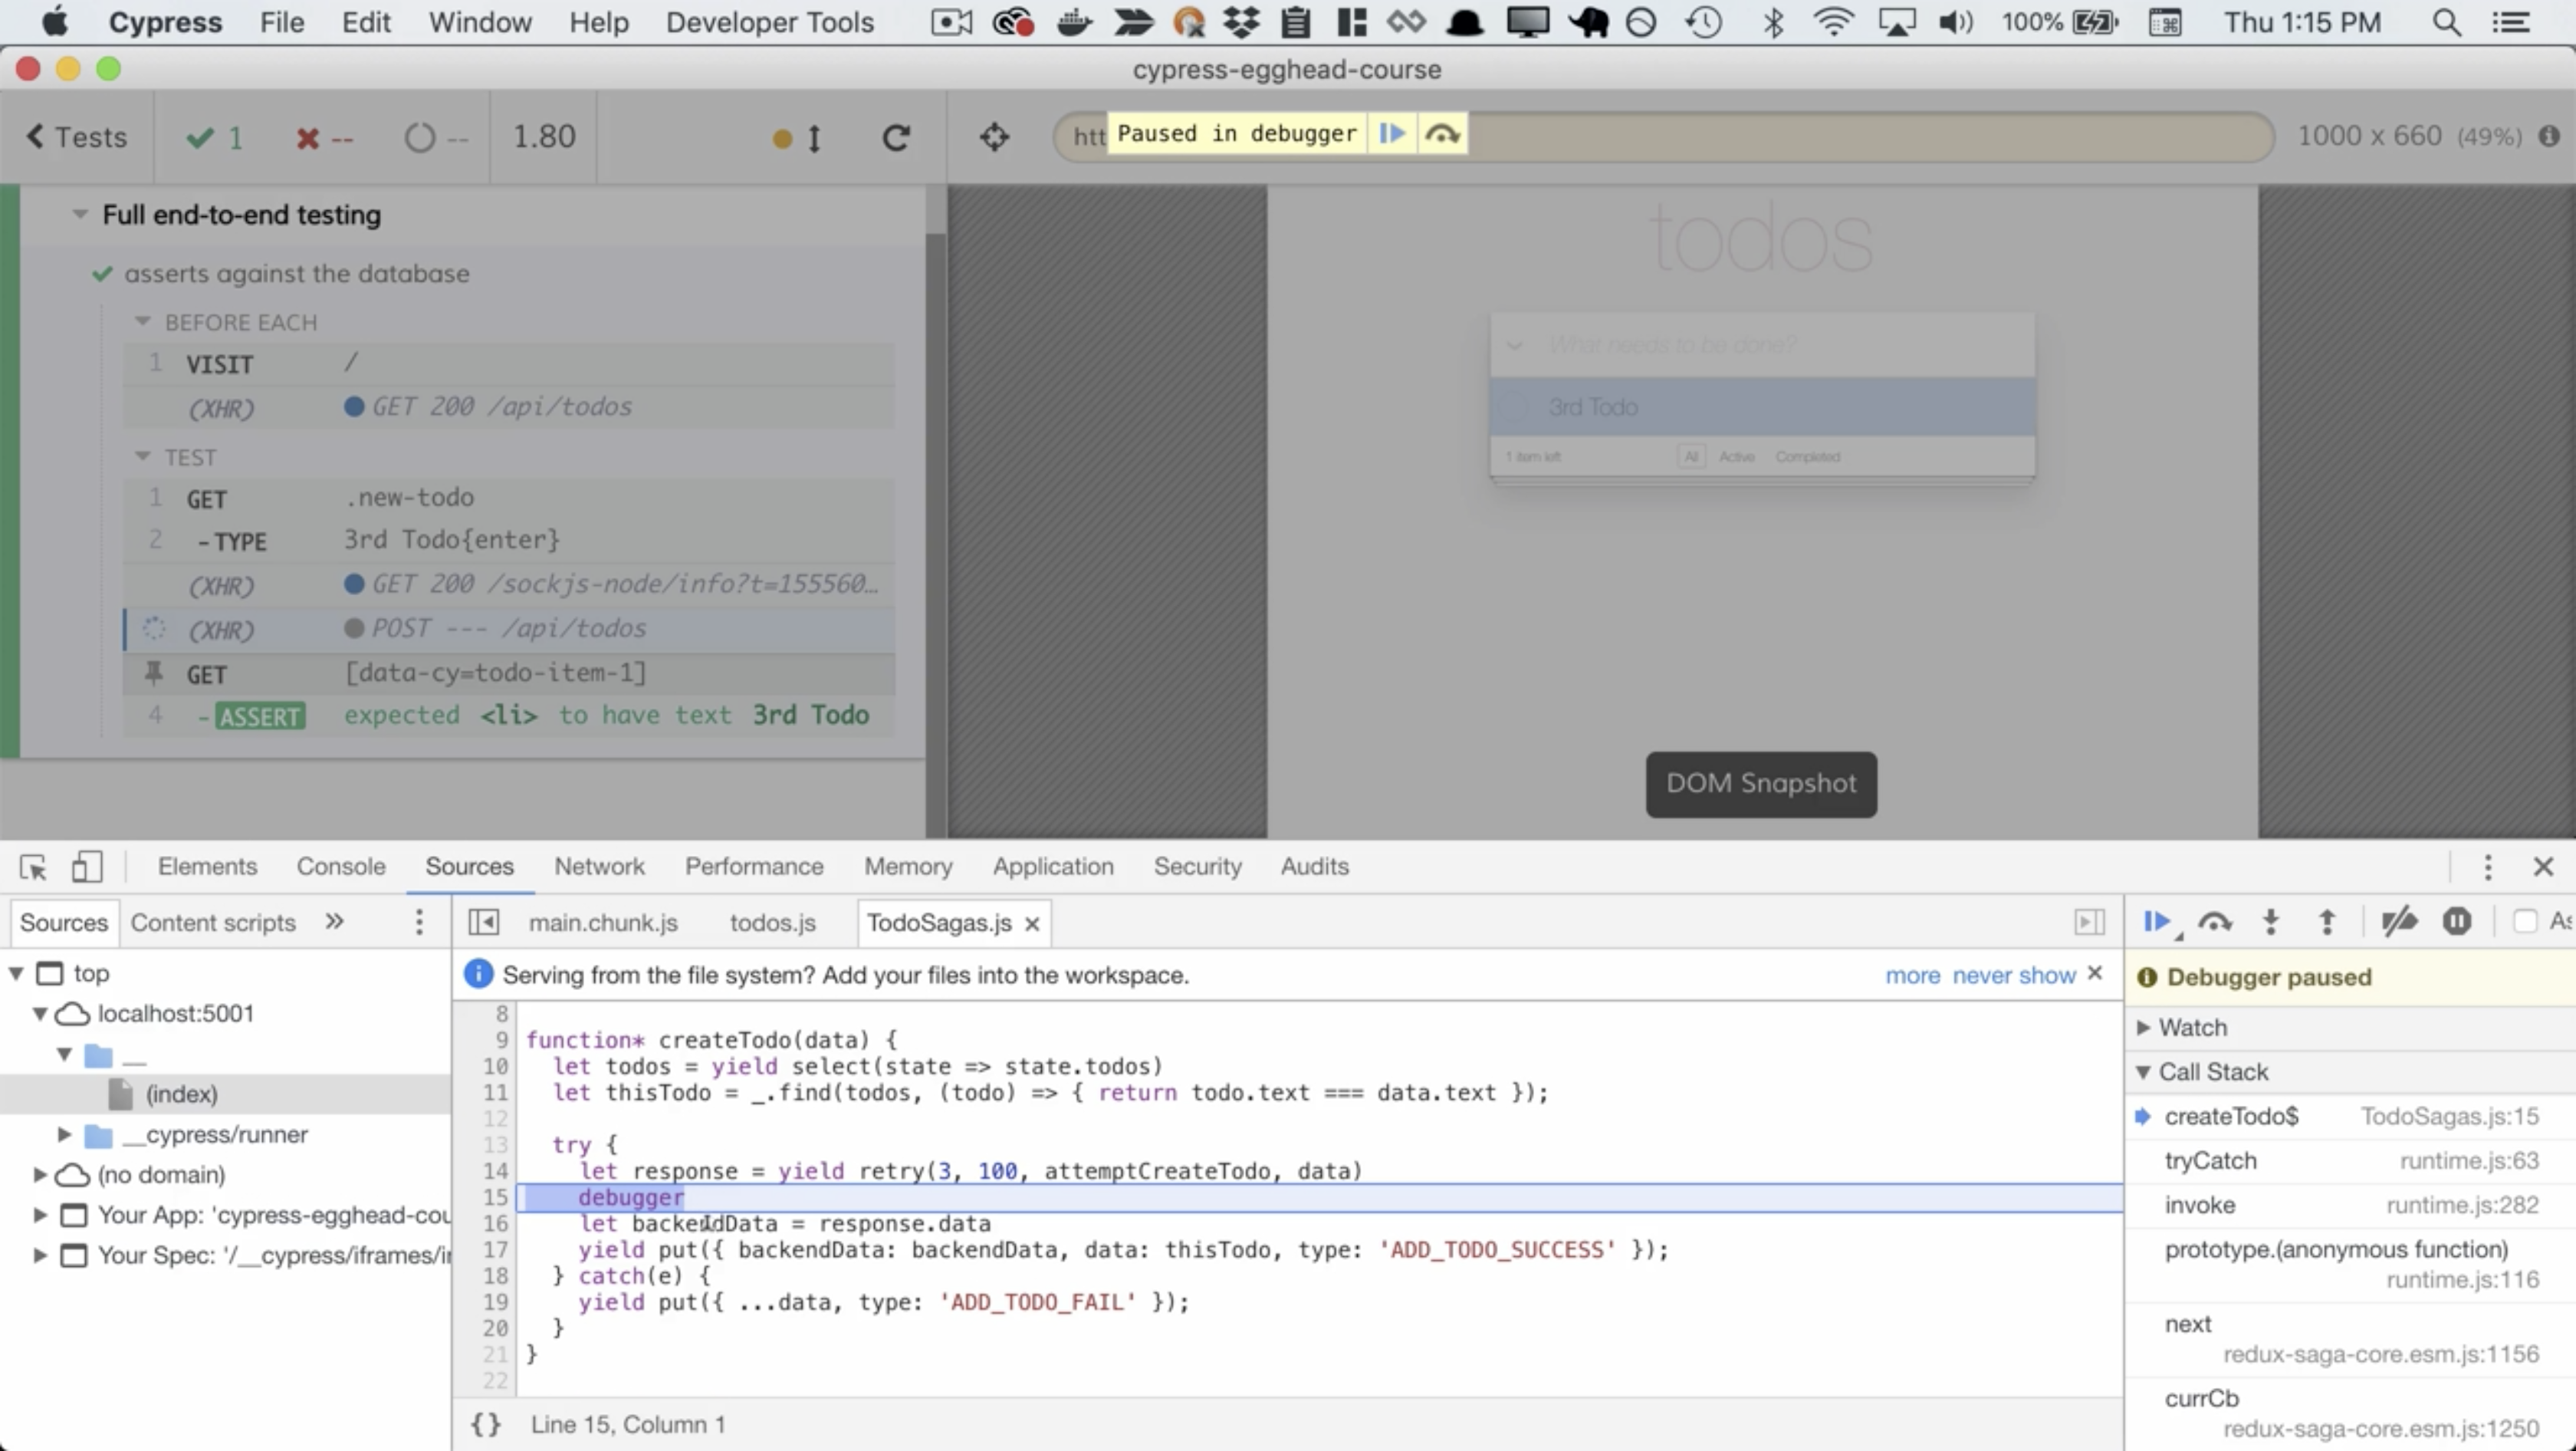 Cypress File Edit Window Help Developer Tools 100% Thu 1:15 PM
cypress-egghead-course
Tests 1 -- -- 1.80 htt Paused in debugger 1000 x 660 (49%)
Full end-to-end testing
asserts against the database
BEFORE EACH
1 VISIT /
(XHR) GET 200 /api/todos
TEST
1 GET .new-todo
2 -TYPE 3rd Todo{enter}
(XHR) GET 200 /sockjs-node/info?t=155560…
(XHR) POST --- /api/todos
GET [data-cy=todo-item-1]
4 -ASSERT expected <li> to have text 3rd Todo
todos
What needs to be done?
3rd Todo
1 item left All Active Completed
DOM Snapshot
Elements Console Sources Network Performance Memory Application Security Audits
Sources Content scripts »
main.chunk.js todos.js TodoSagas.js
As
top
localhost:5001
__
(index)
__cypress/runner
(no domain)
Your App: 'cypress-egghead-cou
Your Spec: '/__cypress/iframes/i
Serving from the file system? Add your files into the workspace. more never show
8
9 function* createTodo(data) {
10 let todos = yield select(state => state.todos)
11 let thisTodo = _.find(todos, (todo) => { return todo.text === data.text });
12
13 try {
14 let response = yield retry(3, 100, attemptCreateTodo, data)
15 debugger
16 let backendData = response.data
17 yield put({ backendData: backendData, data: thisTodo, type: 'ADD_TODO_SUCCESS' });
18 } catch(e) {
19 yield put({ ...data, type: 'ADD_TODO_FAIL' });
20 }
21 }
22
{} Line 15, Column 1
Debugger paused
Watch
Call Stack
createTodo$ TodoSagas.js:15
tryCatch runtime.js:63
invoke runtime.js:282
prototype.(anonymous function)
runtime.js:116
next
redux-saga-core.esm.js:1156
currCb
redux-saga-core.esm.js:1250